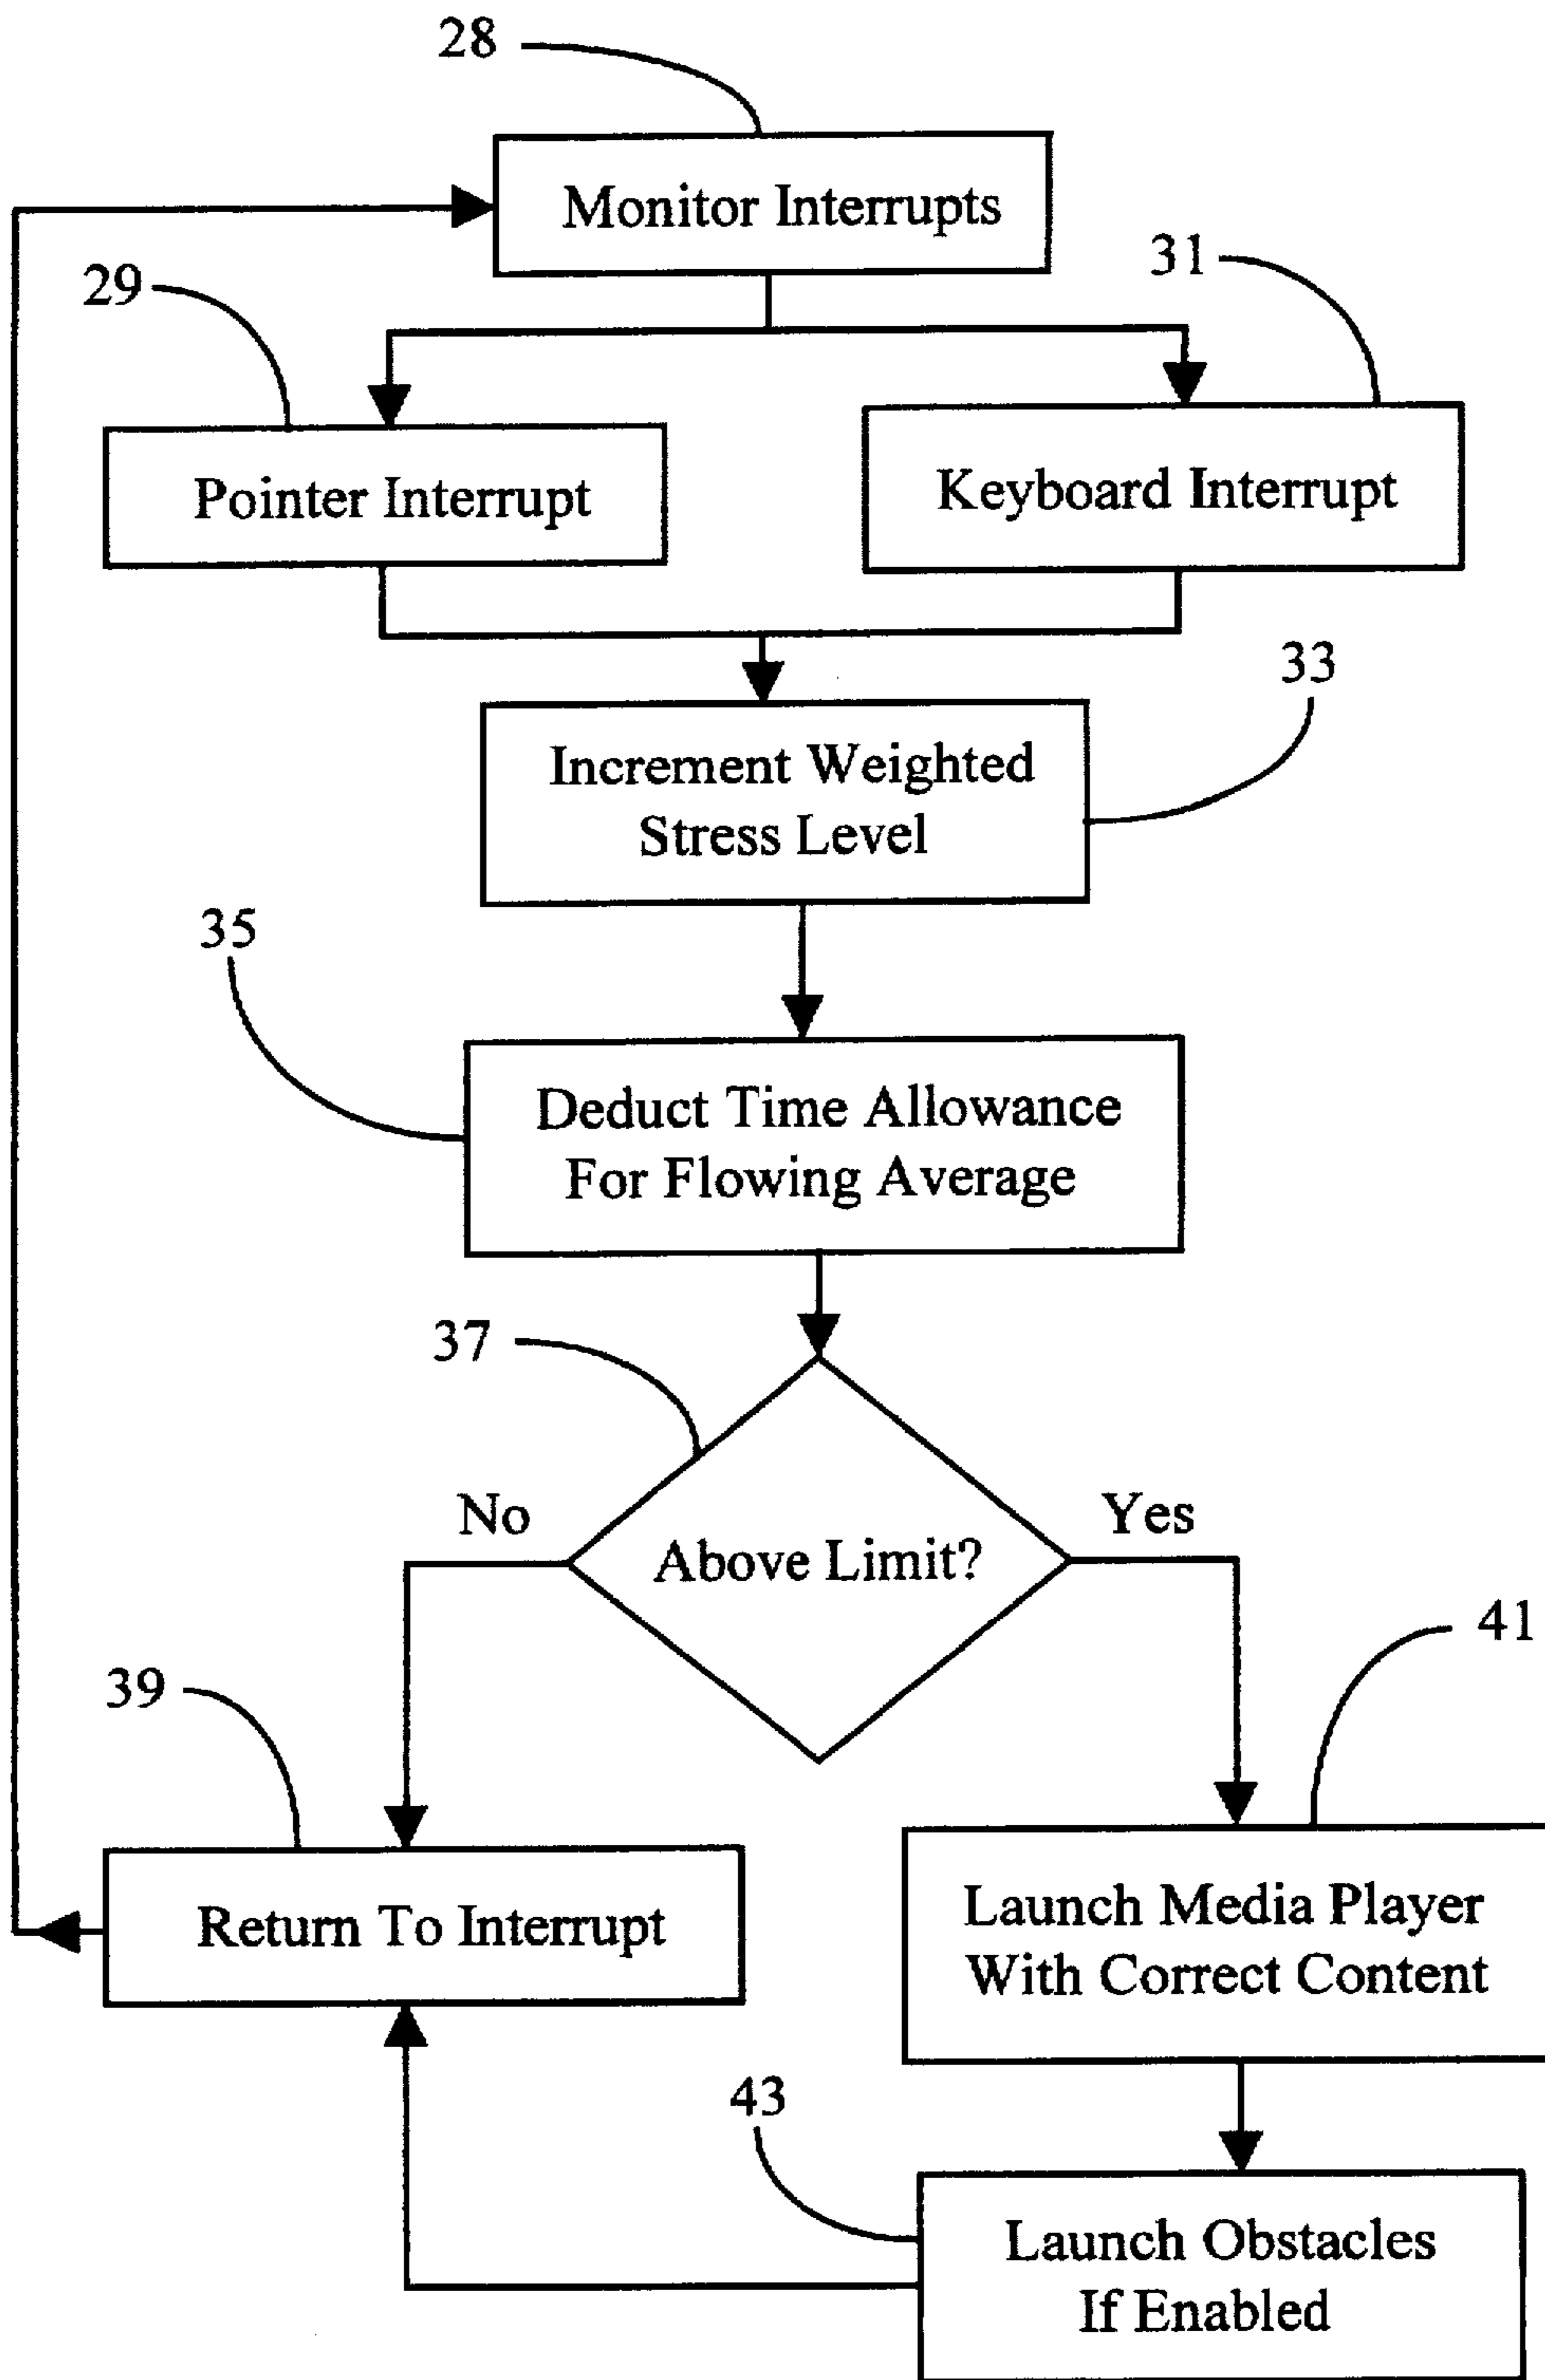 28
Monitor Interrupts
29
31
Pointer Interrupt
Keyboard Interrupt
33
Increment Weighted
Stress Level
35
Deduct Time Allowance
For Flowing Average
37
No
Yes
Above Limit?
41
39
Return To Interrupt
Launch Media Player
With Correct Content
43
Launch Obstacles
If Enabled